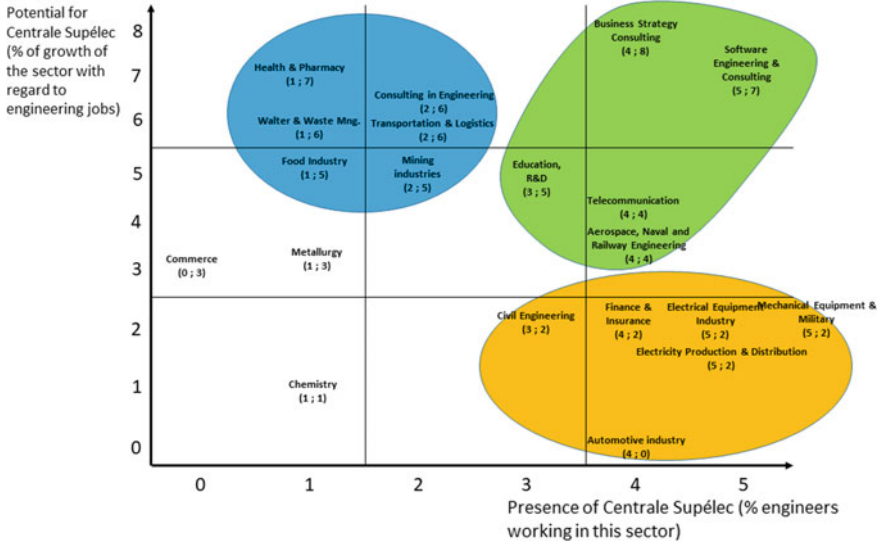 Potential for
Centrale Supélec
(% of growth of
the sector with
regard to
engineering jobs)
8
7
6
5
4
3
2
1
0
Business Strategy
Consulting
(4 ; 8)
Software
Engineering &
Consulting
(5 ; 7)
Health & Pharmacy
(1 ; 7)
Consulting in Engineering
(2 ; 6)
Walter & Waste Mng.
(1 ; 6)
Transportation & Logistics
(2 ; 6)
Food Industry
(1 ; 5)
Mining
industries
(2 ; 5)
Education,
R&D
(3 ; 5)
Telecommunication
(4 ; 4)
Aerospace, Naval and
Railway Engineering
(4 ; 4)
Commerce
(0 ; 3)
Metallurgy
(1 ; 3)
Civil Engineering
(3 ; 2)
Finance &
Insurance
(4 ; 2)
Electrical Equipment
Industry
(5 ; 2)
Mechanical Equipment &
Military
(5 ; 2)
Electricity Production & Distribution
(5 ; 2)
Chemistry
(1 ; 1)
Automotive industry
(4 ; 0)
0 1 2 3 4 5
Presence of Centrale Supélec (% engineers
working in this sector)